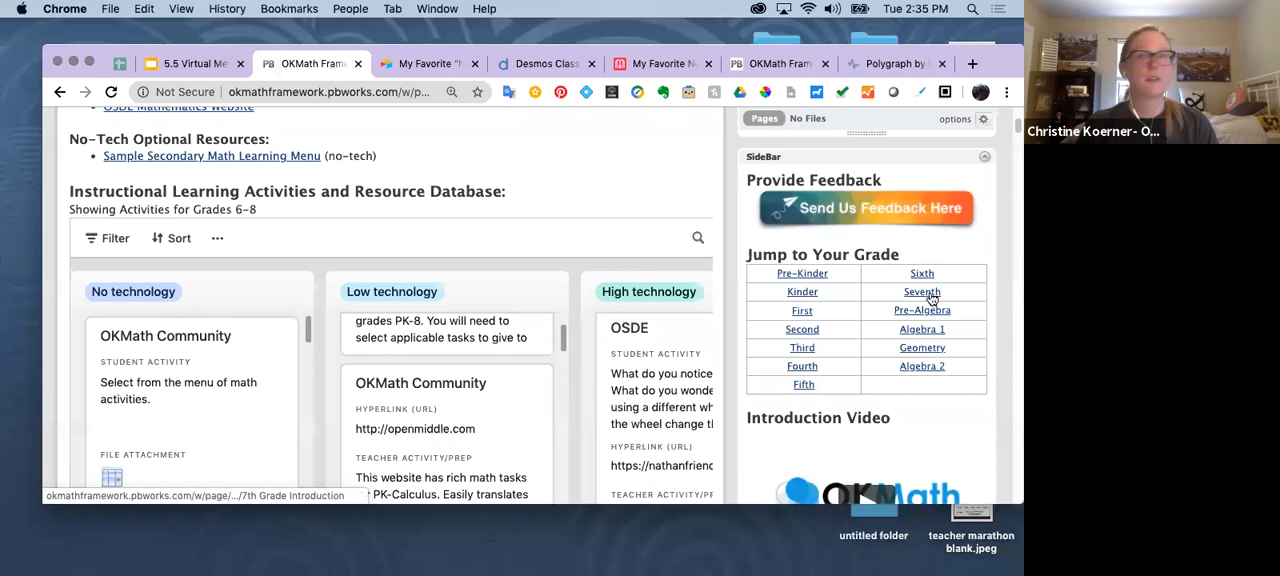 Chrome File Edit View History Bookmarks People Tab Window Help Tue 2:35 PM
5.5 Virtual Me
OKMath Fram
My Favorite "N
Desmos Class
My Favorite N
OKMath Fram
Polygraph by
Not Secure okmathframework.pbworks.com/w/p...
OSDE Mathematics Website
No-Tech Optional Resources:
• Sample Secondary Math Learning Menu (no-tech)
Instructional Learning Activities and Resource Database:
Showing Activities for Grades 6-8
Filter Sort ...
No technology
OKMath Community
STUDENT ACTIVITY
Select from the menu of math
activities.
FILE ATTACHMENT
Low technology
grades PK-8. You will need to
select applicable tasks to give to
OKMath Community
HYPERLINK (URL)
http://openmiddle.com
TEACHER ACTIVITY/PREP
This website has rich math tasks
PK-Calculus. Easily translates
High technology
OSDE
STUDENT ACTIVITY
What do you notice
What do you wonde
using a different wh
the wheel change tl
HYPERLINK (URL)
https://nathanfriend
TEACHER ACTIVITY/PF
Pages No Files options
SideBar
Provide Feedback
Send Us Feedback Here
Jump to Your Grade
Pre-Kinder Sixth
Kinder Seventh
First Pre-Algebra
Second Algebra 1
Third Geometry
Fourth Algebra 2
Fifth
Introduction Video
OKMath
okmathframework.pbworks.com/w/page/.../7th Grade Introduction
untitled folder
teacher marathon
blank.jpeg
Christine Koerner- O...